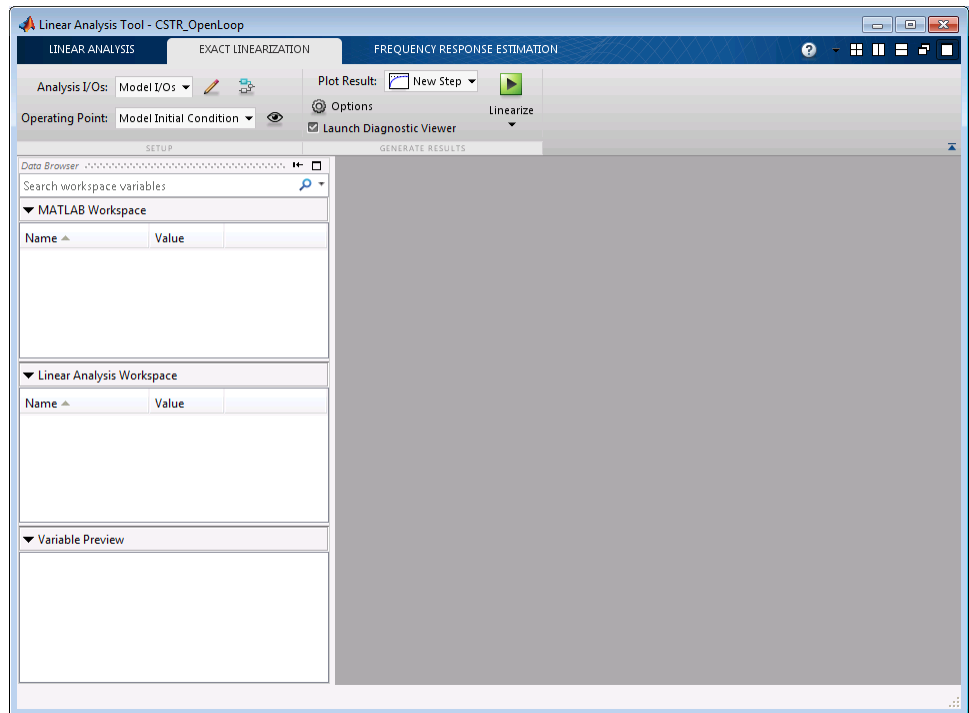 Linear Analysis Tool - CSTR_OpenLoop
LINEAR ANALYSIS EXACT LINEARIZATION FREQUENCY RESPONSE ESTIMATION
Analysis I/Os: Model I/Os
Operating Point: Model Initial Condition
SETUP
Plot Result: New Step
Options
Launch Diagnostic Viewer
Linearize
GENERATE RESULTS
Data Browser
Search workspace variables
MATLAB Workspace
Name Value
Linear Analysis Workspace
Name Value
Variable Preview